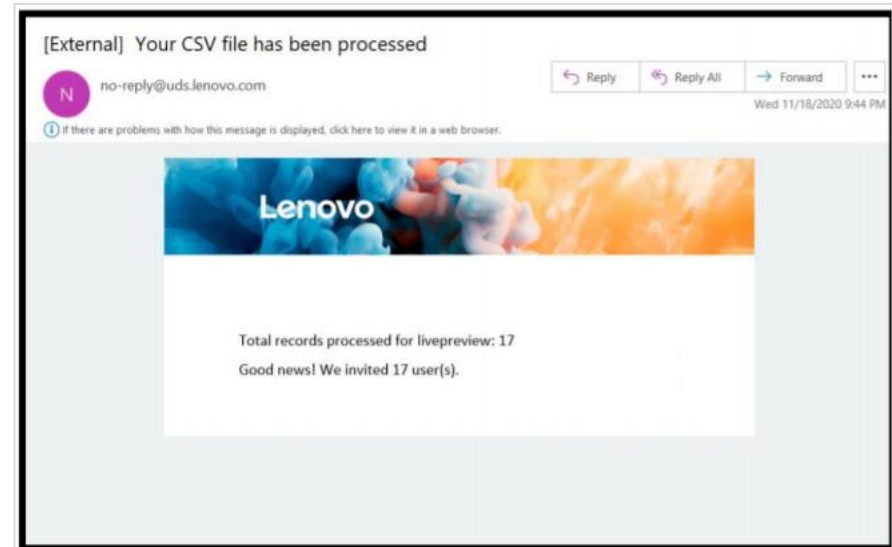 [External] Your CSV file has been processed
Reply
Reply All
Forward
N
no-reply@uds.lenovo.com
Wed 11/18/2020 9:44 PM
If there are problems with how this message is displayed, click here to view it in a web browser.
Lenovo
Total records processed for livepreview: 17
Good news! We invited 17 user(s).